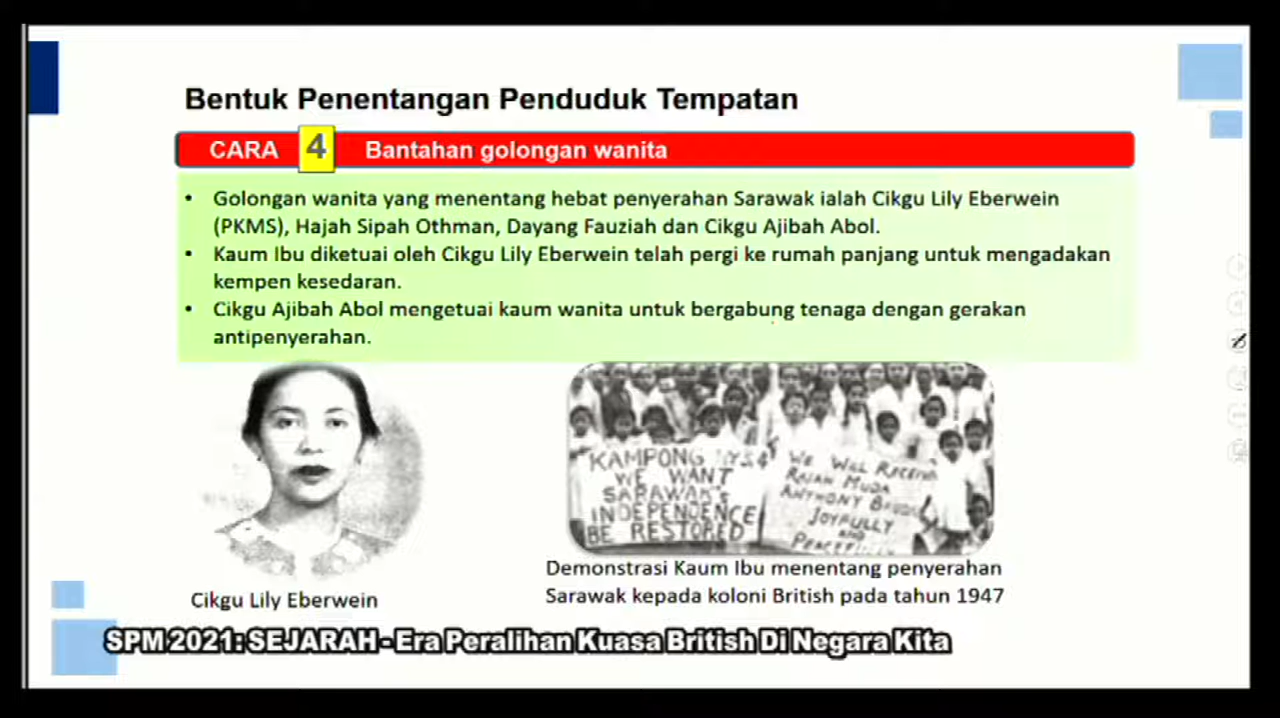 Bentuk Penentangan Penduduk Tempatan
CARA 4 Bantahan golongan wanita
• Golongan wanita yang menentang hebat penyerahan Sarawak ialah Cikgu Lily Eberwein
(PKMS), Hajah Sipah Othman, Dayang Fauziah dan Cikgu Ajibah Abol.
• Kaum Ibu diketuai oleh Cikgu Lily Eberwein telah pergi ke rumah panjang untuk mengadakan
kempen kesedaran.
• Cikgu Ajibah Abol mengetuai kaum wanita untuk bergabung tenaga dengan gerakan
antipenyerahan.
KAMPONG
WE WANT
SARAWAK's
INDEPENDENCE
BE RESTORED
WE WILL RECEIVE
RAJAH MUDA
ANTHONY
JOYFULLY
AND
Cikgu Lily Eberwein
Demonstrasi Kaum Ibu menentang penyerahan
Sarawak kepada koloni British pada tahun 1947
SPM 2021: SEJARAH - Era Peralihan Kuasa British Di Negara Kita